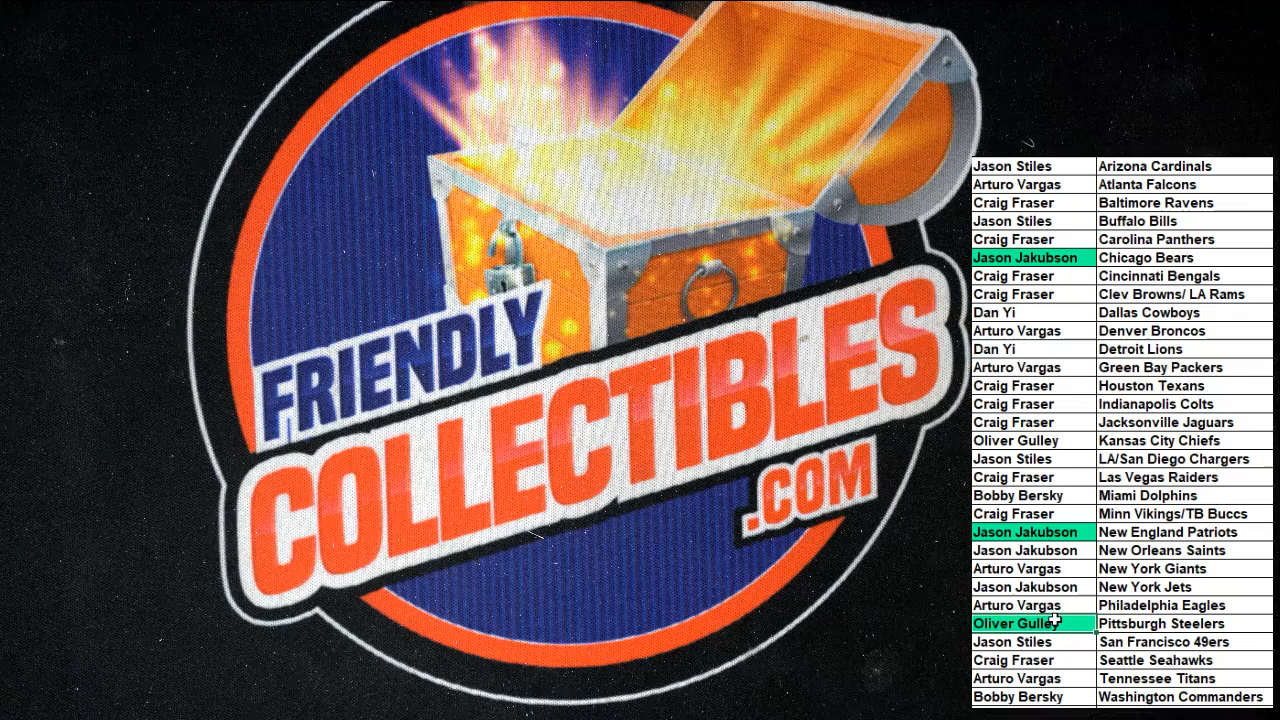 FRIENDLY
COLLECTIBLES
.COM
Jason Stiles Arizona Cardinals
Arturo Vargas Atlanta Falcons
Craig Fraser Baltimore Ravens
Jason Stiles Buffalo Bills
Craig Fraser Carolina Panthers
Jason Jakubson Chicago Bears
Craig Fraser Cincinnati Bengals
Craig Fraser Clev Browns/ LA Rams
Dan Yi Dallas Cowboys
Arturo Vargas Denver Broncos
Dan Yi Detroit Lions
Arturo Vargas Green Bay Packers
Craig Fraser Houston Texans
Craig Fraser Indianapolis Colts
Craig Fraser Jacksonville Jaguars
Oliver Gulley Kansas City Chiefs
Jason Stiles LA/San Diego Chargers
Craig Fraser Las Vegas Raiders
Bobby Bersky Miami Dolphins
Craig Fraser Minn Vikings/TB Buccs
Jason Jakubson New England Patriots
Jason Jakubson New Orleans Saints
Arturo Vargas New York Giants
Jason Jakubson New York Jets
Arturo Vargas Philadelphia Eagles
Oliver Gulley Pittsburgh Steelers
Jason Stiles San Francisco 49ers
Craig Fraser Seattle Seahawks
Arturo Vargas Tennessee Titans
Bobby Bersky Washington Commanders